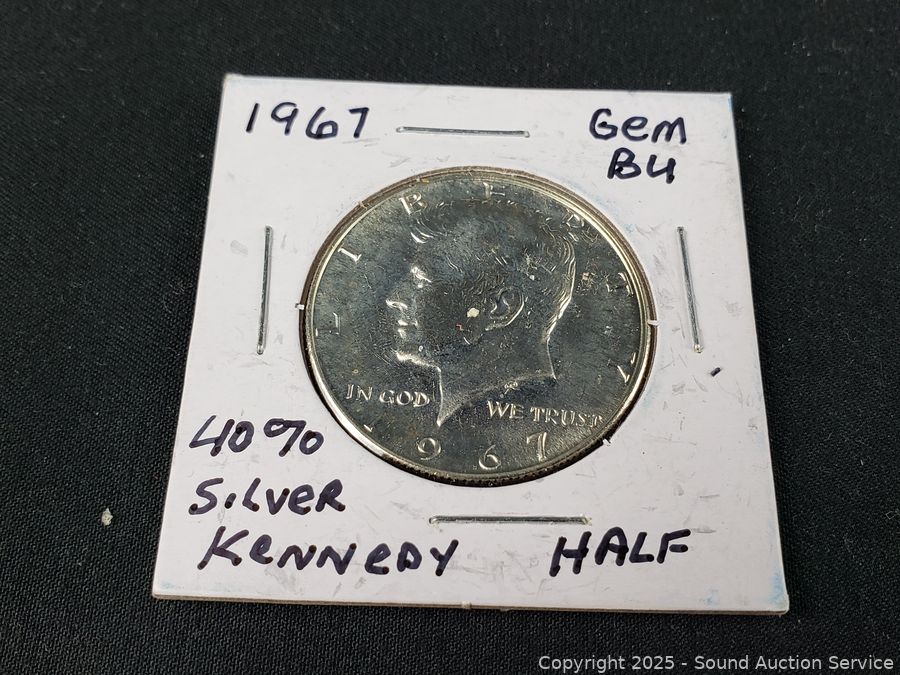 1967
Gem
BU
LIBERTY
IN GOD WE TRUST
1967
40%
Silver
Kennedy Half
Copyright © 2025 - Sound Auction Service